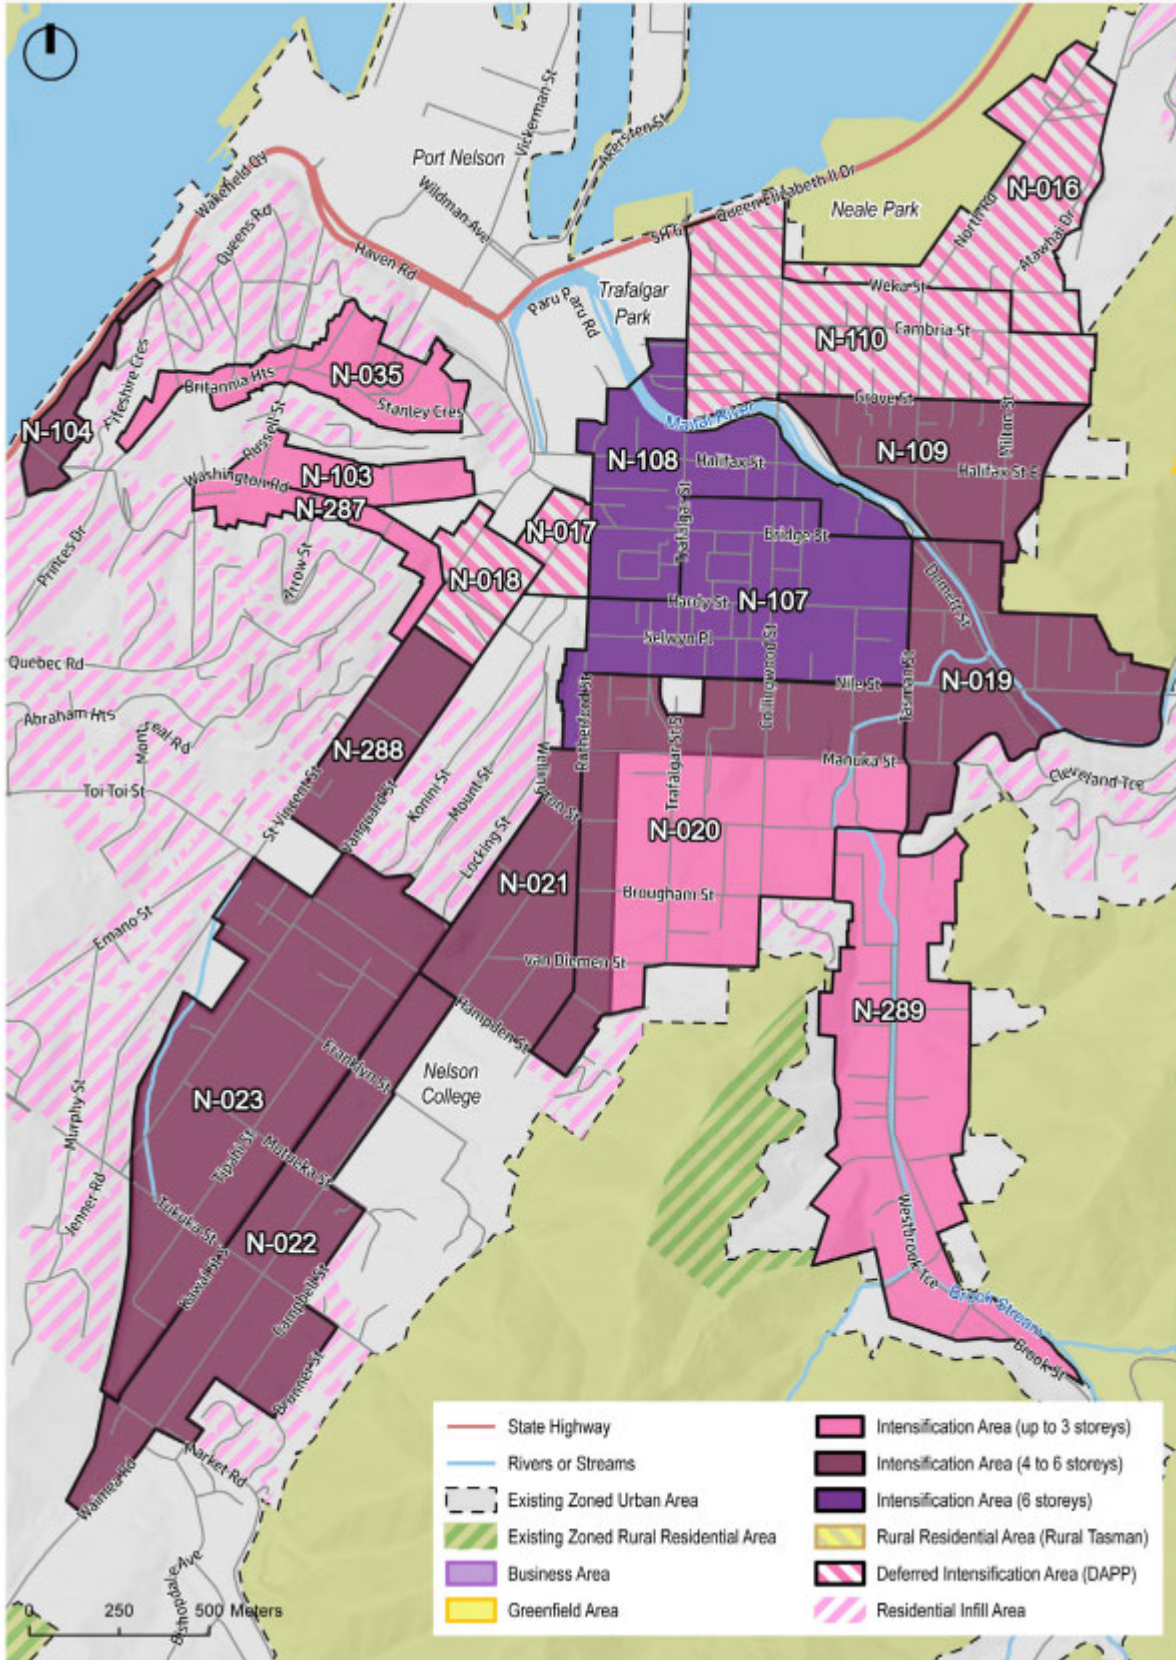 Port Nelson
Vickerman St
Akersten St
Wakefield Qy
Queens Rd
Wildman Ave
Haven Rd
SH 6
Queen Elizabeth II Dr
Neale Park
North Rd
N-016
Atawhai Dr
Weka St
Paru Paru Rd
Trafalgar
Park
Cambria St
N-110
Britannia Hts
N-035
Stanley Cres
Grove St
Maitai River
Milton St
N-104
Russell St
N-103
Washington Rd
N-287
N-108
Halifax St
N-109
Halifax St E
Trafalgar St
Bridge St
N-017
N-018
Princes Dr
Arrow St
Hardy St
N-107
Domett St
Selwyn Pl
Collingwood St
Tasman St
Nile St
N-019
Quebec Rd
Abraham Hts
Rutherford St
Trafalgar St S
Manuka St
Cleveland Tce
N-288
Toi Toi St
St Vincent St
Vanguard St
Konini St
Mount St
Locking St
Wellington St
Trafalgar St
N-020
N-021
Brougham St
Emano St
van Diemen St
Hampden St
N-289
Franklyn St
Nelson
College
N-023
Murphy St
Tipahi St
Motueka St
Jenner Rd
Tukuka St
N-022
Kawai St S
Campbell St
Westbrook Tce
Brook Stream
Brook St
Brunner St
Market Rd
Waimea Rd
Bishopdale Ave
0 250 500 Meters
State Highway
Rivers or Streams
Existing Zoned Urban Area
Existing Zoned Rural Residential Area
Business Area
Greenfield Area
Intensification Area (up to 3 storeys)
Intensification Area (4 to 6 storeys)
Intensification Area (6 storeys)
Rural Residential Area (Rural Tasman)
Deferred Intensification Area (DAPP)
Residential Infill Area